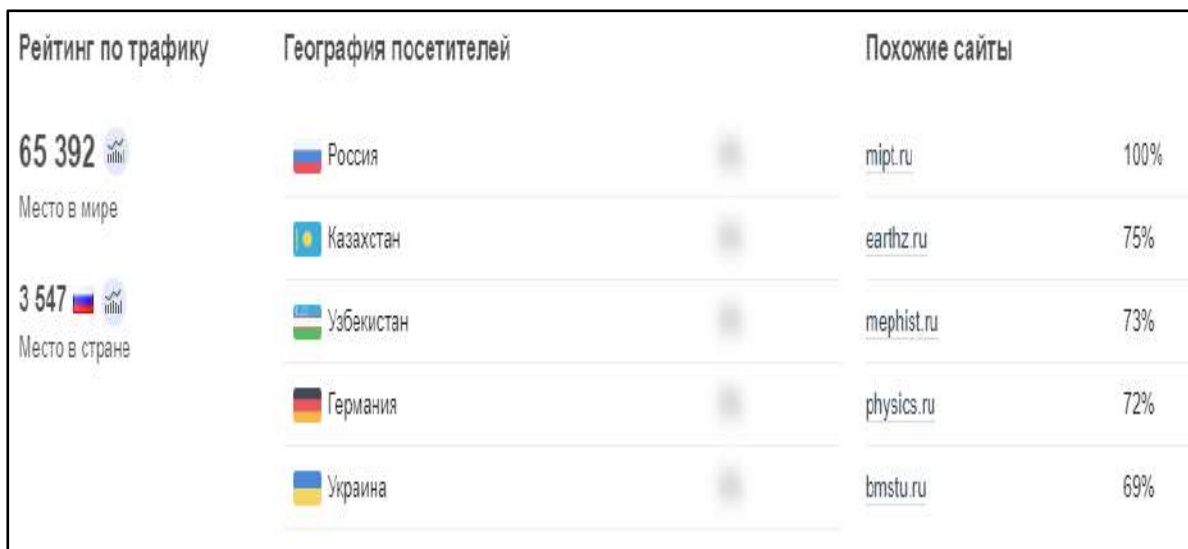 Рейтинг по трафику
65 392
Место в мире
3 547
Место в стране
География посетителей
Россия
Казахстан
Узбекистан
Германия
Украина
Похожие сайты
mipt.ru 100%
earthz.ru 75%
mephist.ru 73%
physics.ru 72%
bmstu.ru 69%